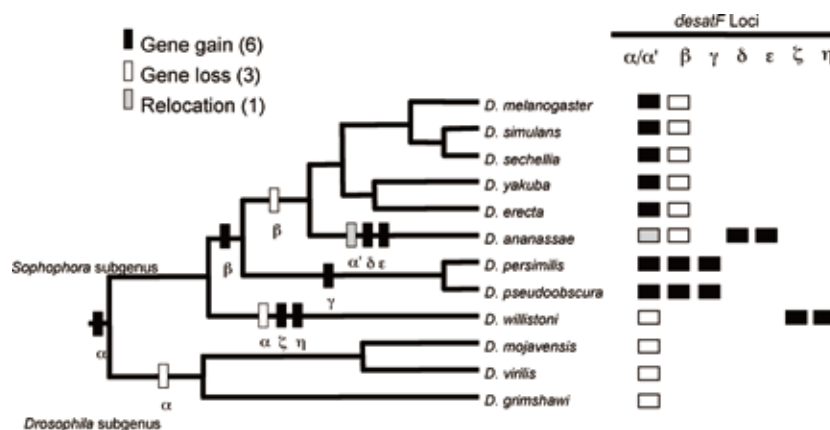 desatF Loci
Gene gain (6)
Gene loss (3)
Relocation (1)
α/α' β γ δ ε ζ η
D. melanogaster
D. simulans
D. sechellia
D. yakuba
D. erecta
D. ananassae
D. persimilis
D. pseudoobscura
D. willistoni
D. mojavensis
D. virilis
D. grimshawi
β
α' δ ε
β
γ
Sophophora subgenus
α ζ η
α
α
Drosophila subgenus